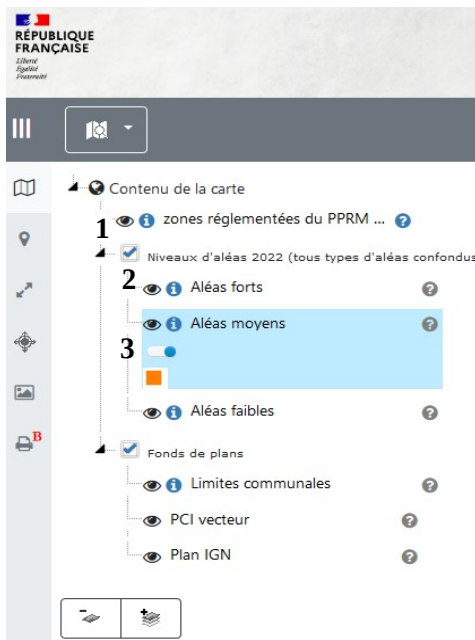 RÉPUBLIQUE
FRANÇAISE
Liberté
Égalité
Fraternité
Contenu de la carte
1
zones réglementées du PPRM ...
Niveaux d'aléas 2022 (tous types d'aléas confondus
2
Aléas forts
Aléas moyens
3
Aléas faibles
B
Fonds de plans
Limites communales
PCI vecteur
Plan IGN